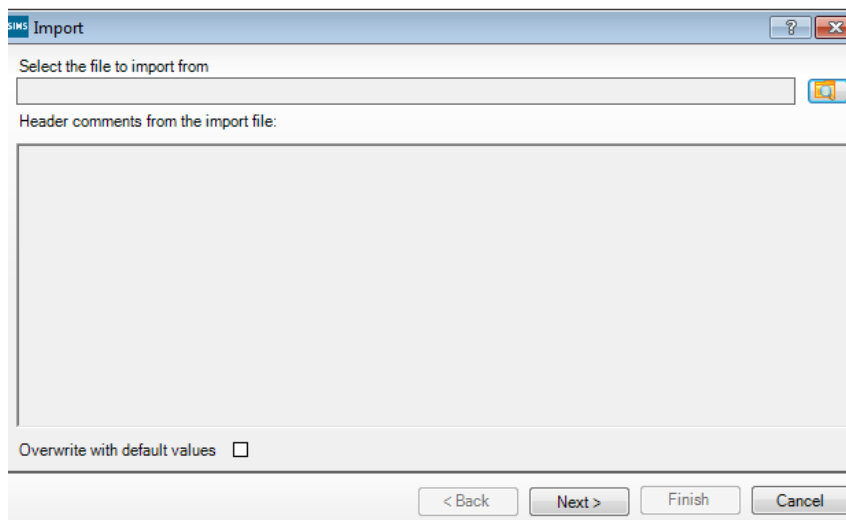 SIMS Import ?
Select the file to import from
Header comments from the import file:
Overwrite with default values
< Back Next > Finish Cancel